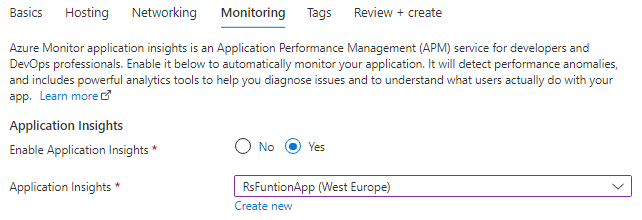 Basics Hosting Networking Monitoring Tags Review + create
Azure Monitor application insights is an Application Performance Management (APM) service for developers and
DevOps professionals. Enable it below to automatically monitor your application. It will detect performance anomalies,
and includes powerful analytics tools to help you diagnose issues and to understand what users actually do with your
app. Learn more
Application Insights
Enable Application Insights * No Yes
Application Insights * RsFuntionApp (West Europe)
Create new